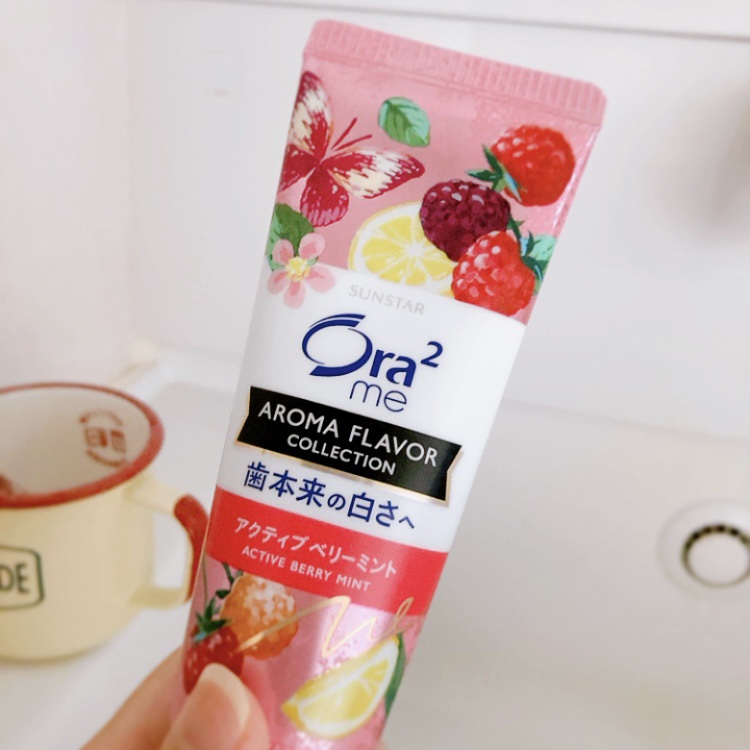 SUNSTAR
Ora²
me
AROMA FLAVOR
COLLECTION
歯本来の白さへ
アクティブ ベリーミント
ACTIVE BERRY MINT
DE